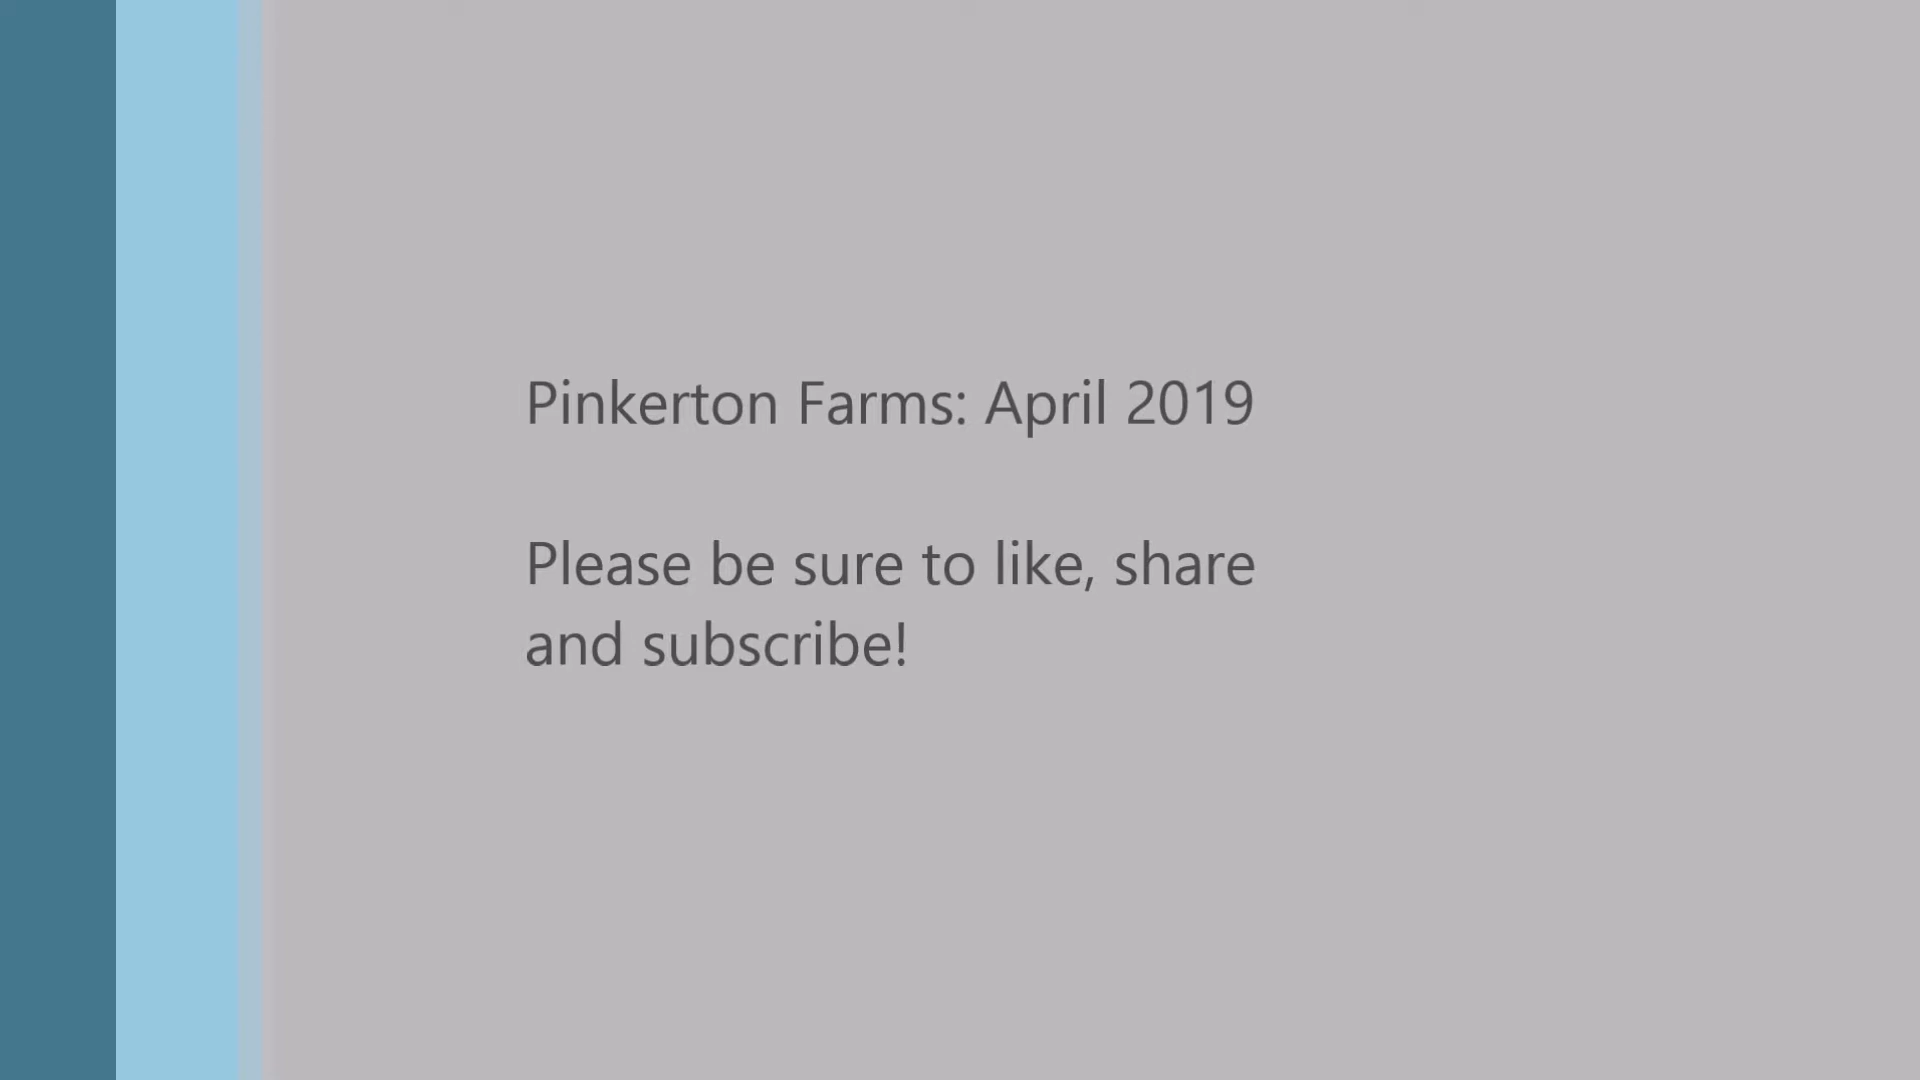 Pinkerton Farms: April 2019
Please be sure to like, share
and subscribe!